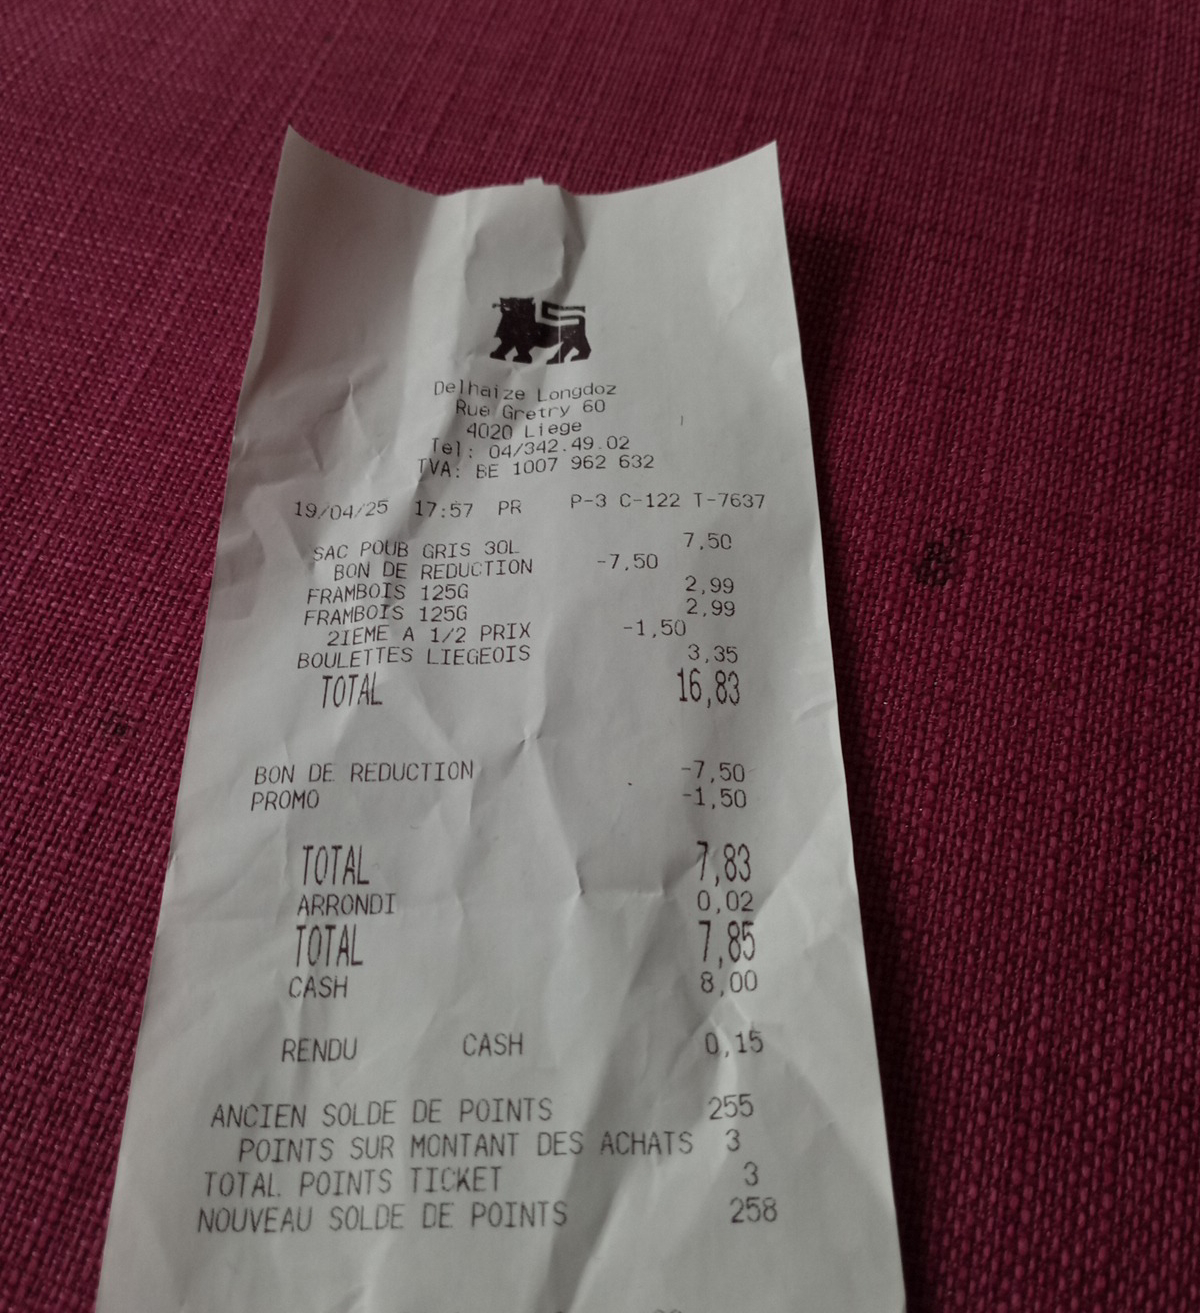 Delhaize Longdoz
Rue Gretry 60
4020 Liege
Tel: 04/342.49.02
TVA: BE 1007 962 632
19/04/25 17:57 PR P-3 C-122 T-7637
SAC POUB GRIS 30L 7,50
BON DE REDUCTION -7,50
FRAMBOIS 125G 2,99
FRAMBOIS 125G 2,99
2IEME A 1/2 PRIX -1,50
BOULETTES LIEGEOIS 3,35
TOTAL 16,83
BON DE REDUCTION -7,50
PROMO -1,50
TOTAL 7,83
ARRONDI 0,02
TOTAL 7,85
CASH 8,00
RENDU CASH 0,15
ANCIEN SOLDE DE POINTS 255
POINTS SUR MONTANT DES ACHATS 3
TOTAL POINTS TICKET 3
NOUVEAU SOLDE DE POINTS 258